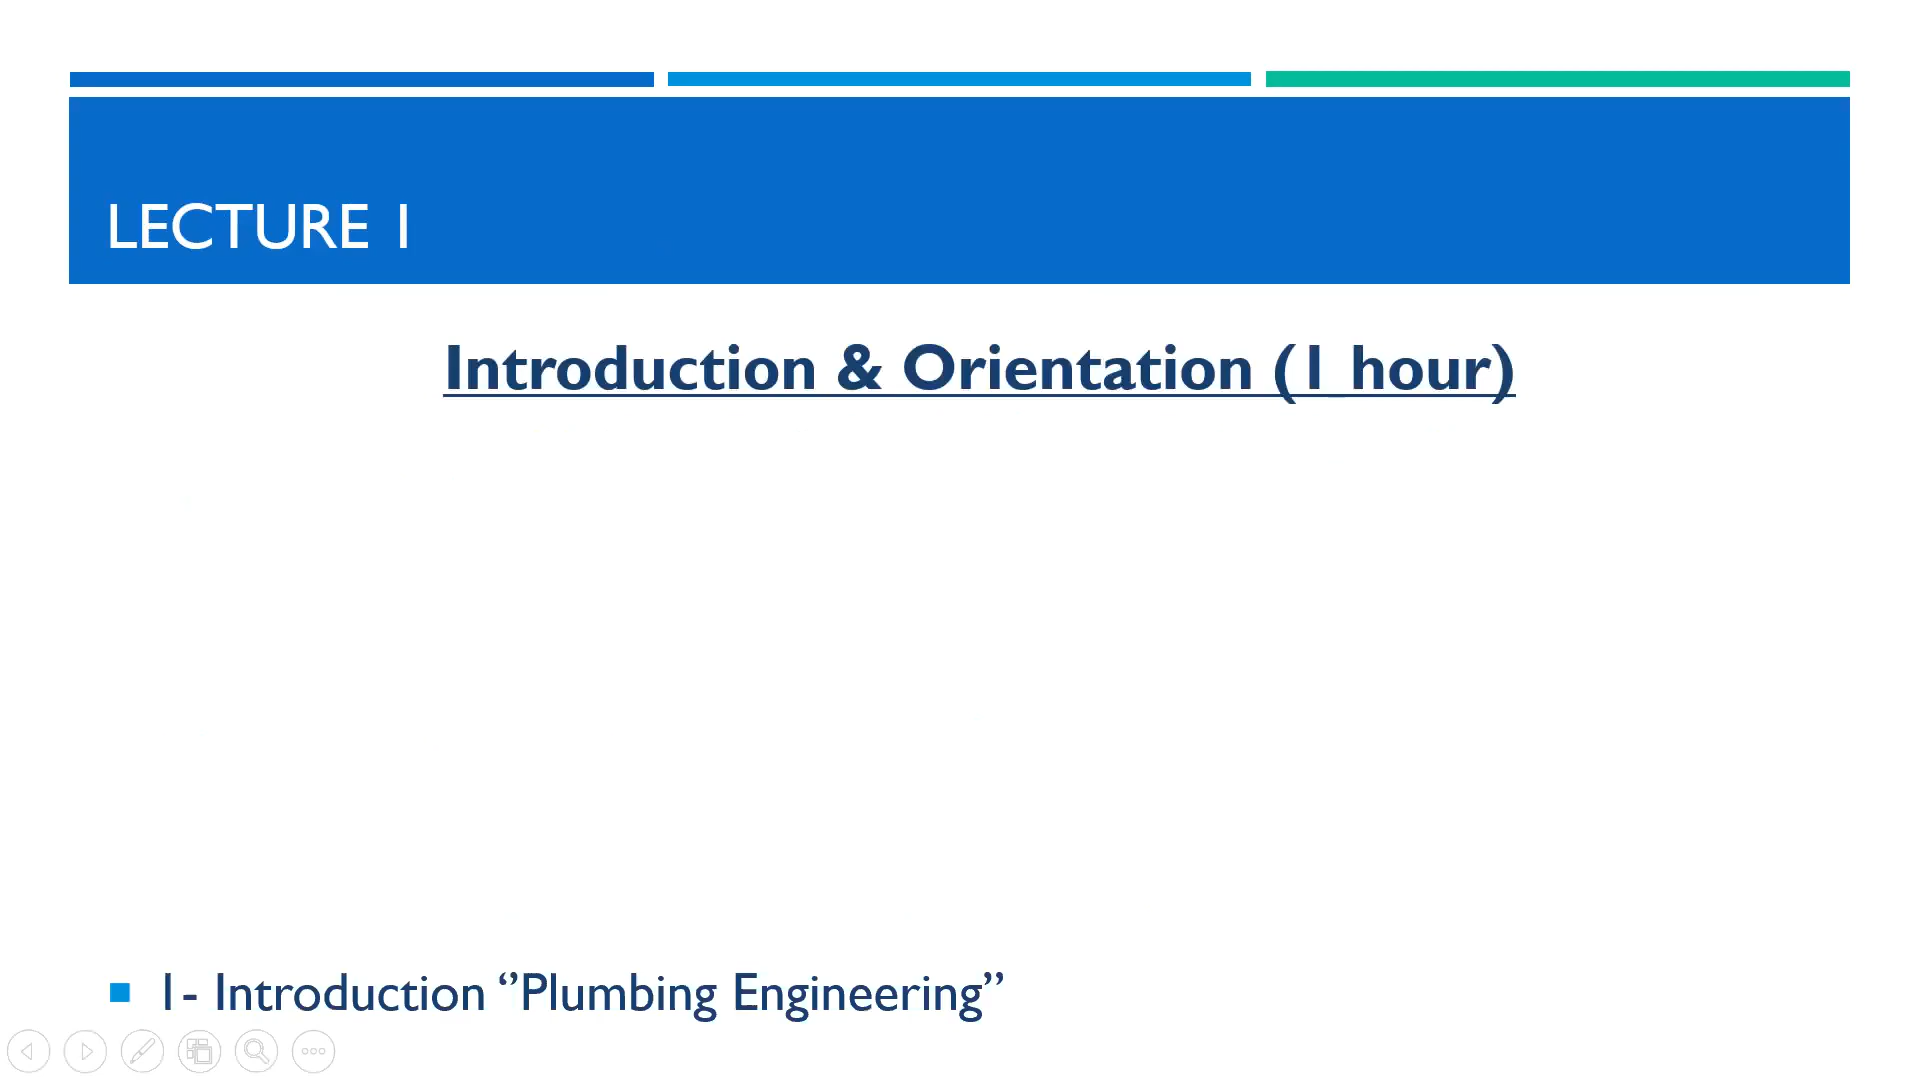 LECTURE 1
Introduction & Orientation (1 hour)
1- Introduction ‘’Plumbing Engineering’’